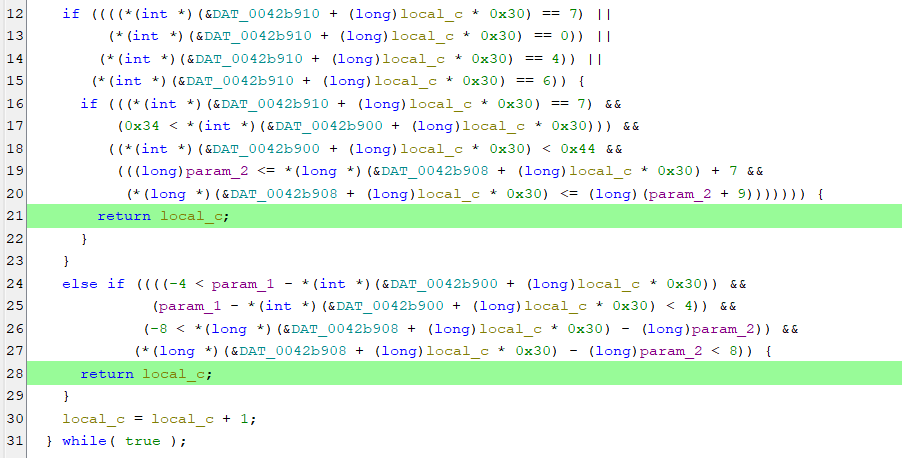 12 if ((((*(int *)(&DAT_0042b910 + (long)local_c * 0x30) == 7) ||
13 (*(int *)(&DAT_0042b910 + (long)local_c * 0x30) == 0)) ||
14 (*(int *)(&DAT_0042b910 + (long)local_c * 0x30) == 4)) ||
15 (*(int *)(&DAT_0042b910 + (long)local_c * 0x30) == 6)) {
16 if (((*(int *)(&DAT_0042b910 + (long)local_c * 0x30) == 7) &&
17 (0x34 < *(int *)(&DAT_0042b900 + (long)local_c * 0x30))) &&
18 ((*(int *)(&DAT_0042b900 + (long)local_c * 0x30) < 0x44 &&
19 (((long)param_2 <= *(long *)(&DAT_0042b908 + (long)local_c * 0x30) + 7 &&
20 (*(long *)(&DAT_0042b908 + (long)local_c * 0x30) <= (long)(param_2 + 9))))))) {
21 return local_c;
22 }
23 }
24 else if ((((-4 < param_1 - *(int *)(&DAT_0042b900 + (long)local_c * 0x30)) &&
25 (param_1 - *(int *)(&DAT_0042b900 + (long)local_c * 0x30) < 4)) &&
26 (-8 < *(long *)(&DAT_0042b908 + (long)local_c * 0x30) - (long)param_2)) &&
27 (*(long *)(&DAT_0042b908 + (long)local_c * 0x30) - (long)param_2 < 8)) {
28 return local_c;
29 }
30 local_c = local_c + 1;
31 } while( true );